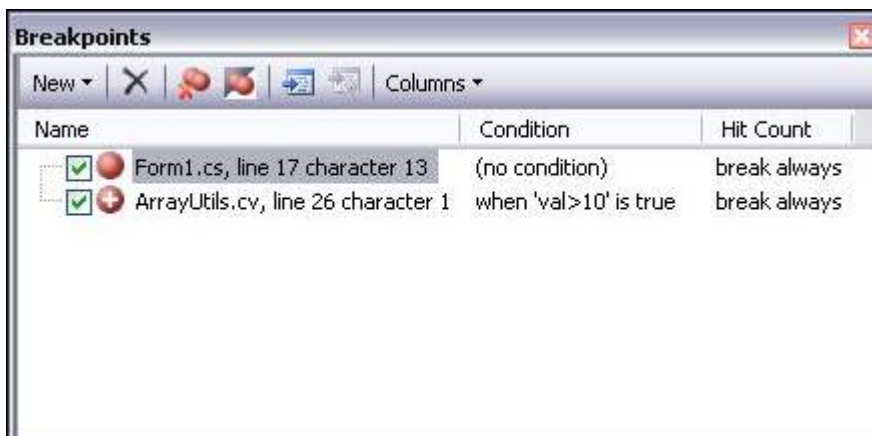 Breakpoints
New Columns
Name Condition Hit Count
Form1.cs, line 17 character 13 (no condition) break always
ArrayUtils.cv, line 26 character 1 when 'val>10' is true break always